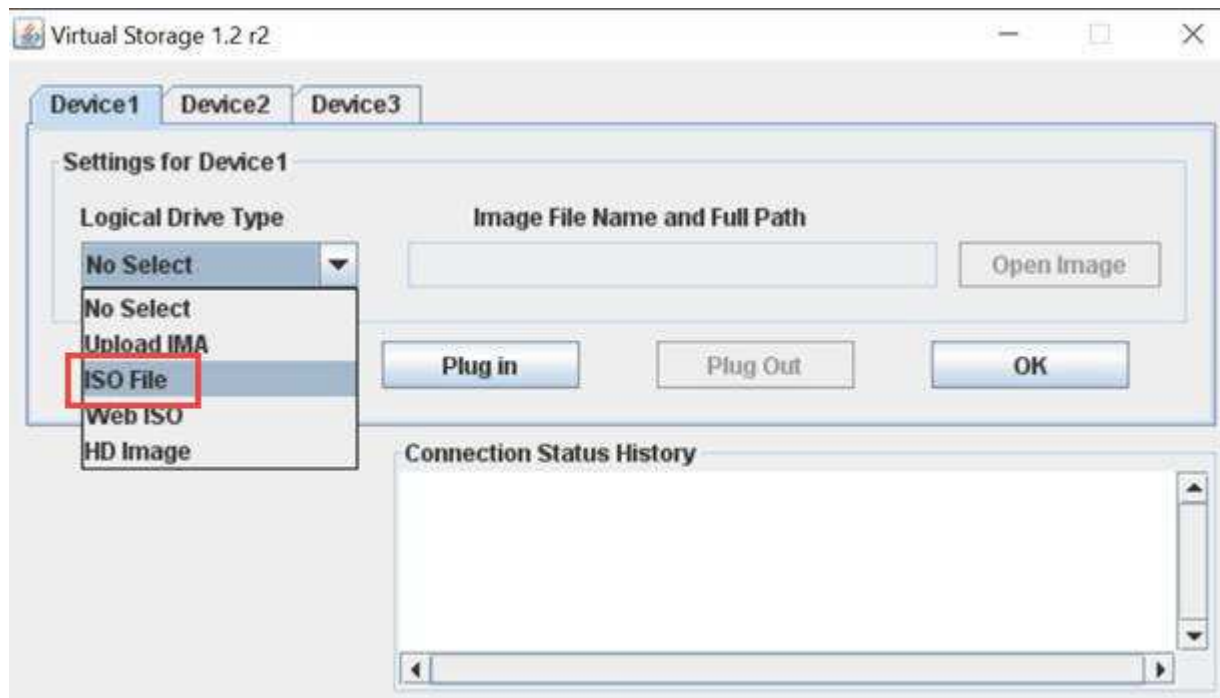 Virtual Storage 1.2 r2
Device1 Device2 Device3
Settings for Device1
Logical Drive Type Image File Name and Full Path
No Select Open Image
No Select
Upload IMA
ISO File
Plug in Plug Out OK
Web ISO
HD Image
Connection Status History